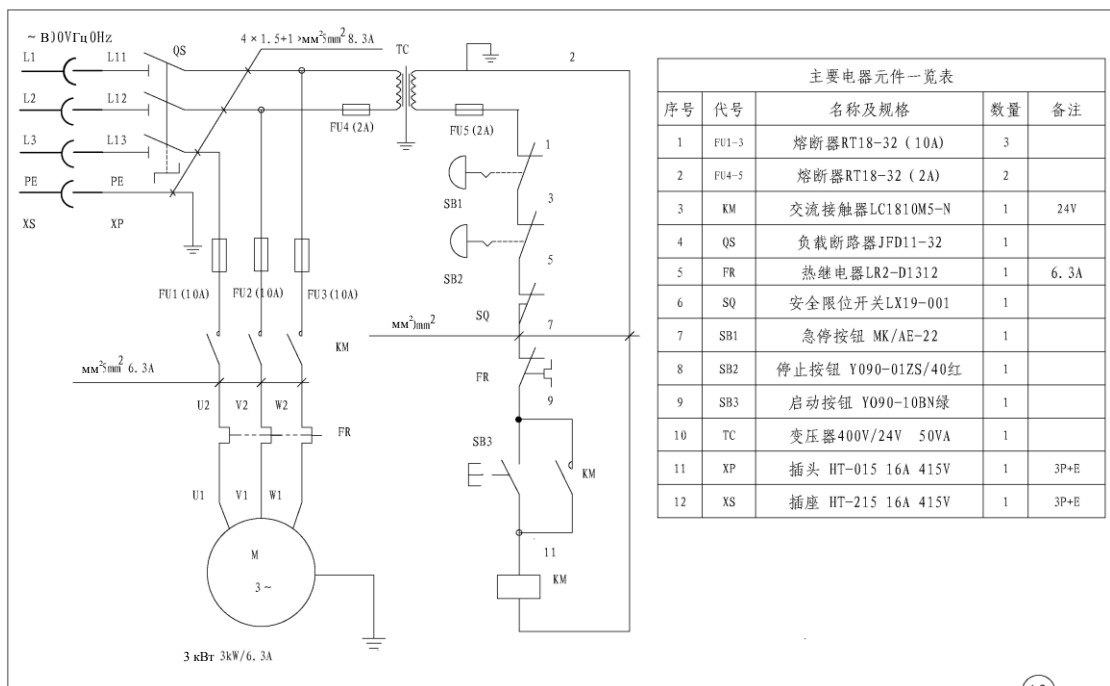 ~ В)0VГц0Hz
4×1.5+1›мм²5mm² 8.3A
L1 L11 QS TC 2
L2 L12
FU4(2A) FU5(2A)
L3 L13 1
PE PE SB1
XS XP 3
SB2 5
FU1(10A) FU2(10A) FU3(10A)
SQ
мм²)mm² 7
KM
мм²5mm² 6.3A
FR
U2 V2 W2 9
FR
SB3 KM
U1 V1 W1
11
M
3~
KM
3 кВт 3kW/6.3A
主要电器元件一览表
序号 代号 名称及规格 数量 备注
1 FU1-3 熔断器RT18-32（10A） 3
2 FU4-5 熔断器RT18-32（2A） 2
3 KM 交流接触器LC1810M5-N 1 24V
4 QS 负载断路器JFD11-32 1
5 FR 热继电器LR2-D1312 1 6.3A
6 SQ 安全限位开关LX19-001 1
7 SB1 急停按钮 MK/AE-22 1
8 SB2 停止按钮 Y090-01ZS/40红 1
9 SB3 启动按钮 Y090-10BN绿 1
10 TC 变压器400V/24V 50VA 1
11 XP 插头 HT-015 16A 415V 1 3P+E
12 XS 插座 HT-215 16A 415V 1 3P+E